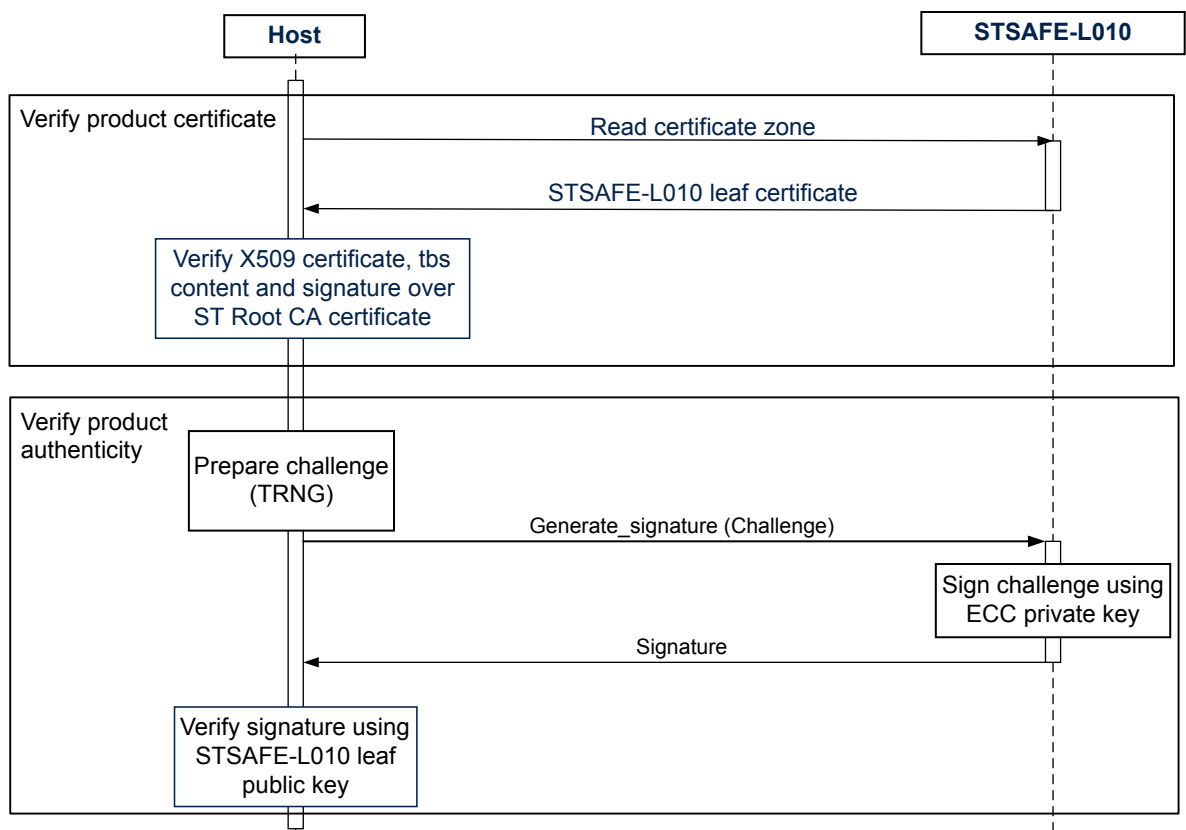 Host
STSAFE-L010
Verify product certificate
Read certificate zone
STSAFE-L010 leaf certificate
Verify X509 certificate, tbs
content and signature over
ST Root CA certificate
Verify product
authenticity
Prepare challenge
(TRNG)
Generate_signature (Challenge)
Sign challenge using
ECC private key
Signature
Verify signature using
STSAFE-L010 leaf
public key